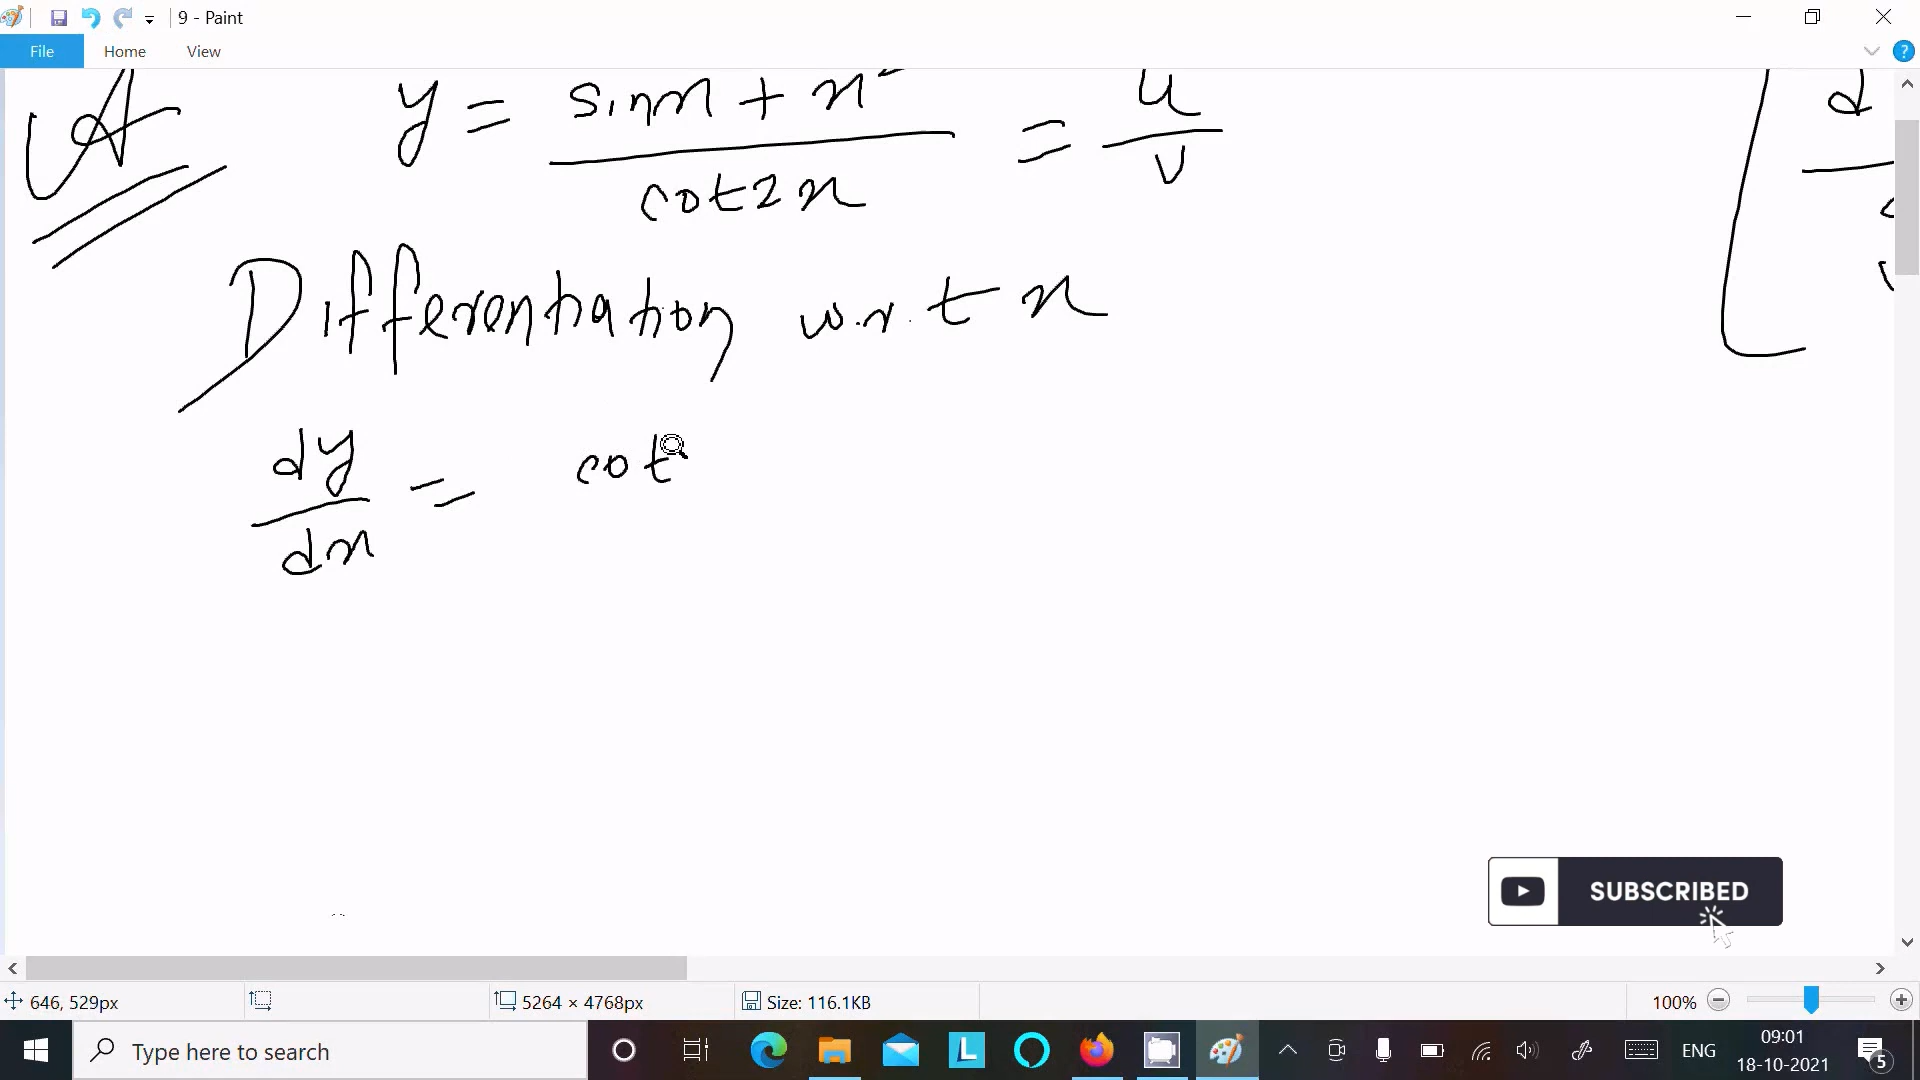 9 - Paint
File Home View
A y = sinx + x² / cot2x = u / v
d
Differentiation w.r.t x
dy / dx = cot
SUBSCRIBED
646, 529px 5264 × 4768px Size: 116.1KB 100%
Type here to search
L
ENG
09:01
18-10-2021
5